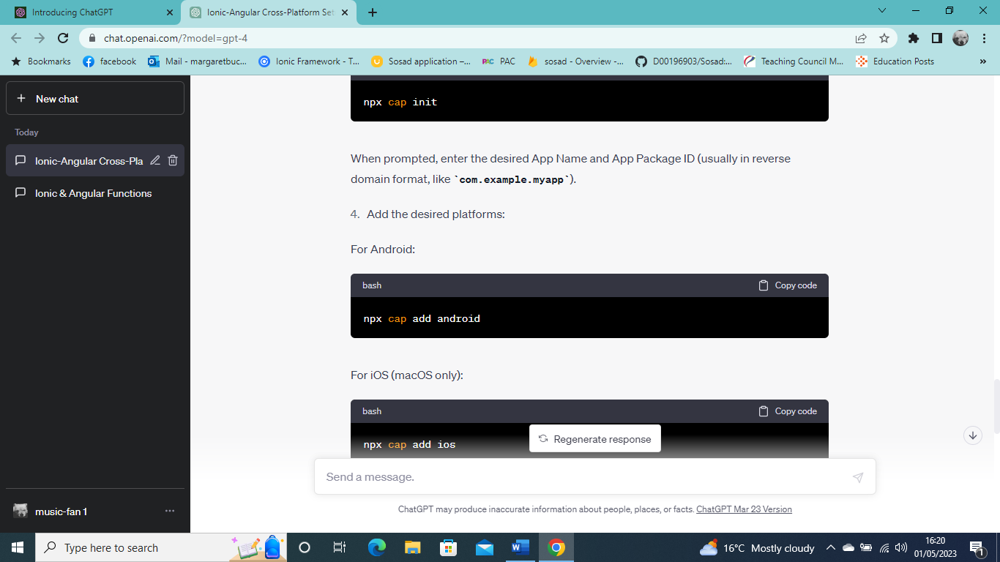 Introducing ChatGPT
Ionic-Angular Cross-Platform Set
chat.openai.com/?model=gpt-4
Bookmarks
facebook
Mail - margaretbuc...
Ionic Framework - T...
Sosad application –...
PAC
sosad - Overview -...
D00196903/Sosad:...
Teaching Council M...
Education Posts
»
+ New chat
Today
Ionic-Angular Cross-Pla
Ionic & Angular Functions
music-fan 1
...
npx cap init
When prompted, enter the desired App Name and App Package ID (usually in reverse
domain format, like `com.example.myapp`).
4. Add the desired platforms:
For Android:
bash
Copy code
npx cap add android
For iOS (macOS only):
bash
Copy code
npx cap add ios
Regenerate response
Send a message.
ChatGPT may produce inaccurate information about people, places, or facts. ChatGPT Mar 23 Version
Type here to search
16°C Mostly cloudy
16:20
01/05/2023
1